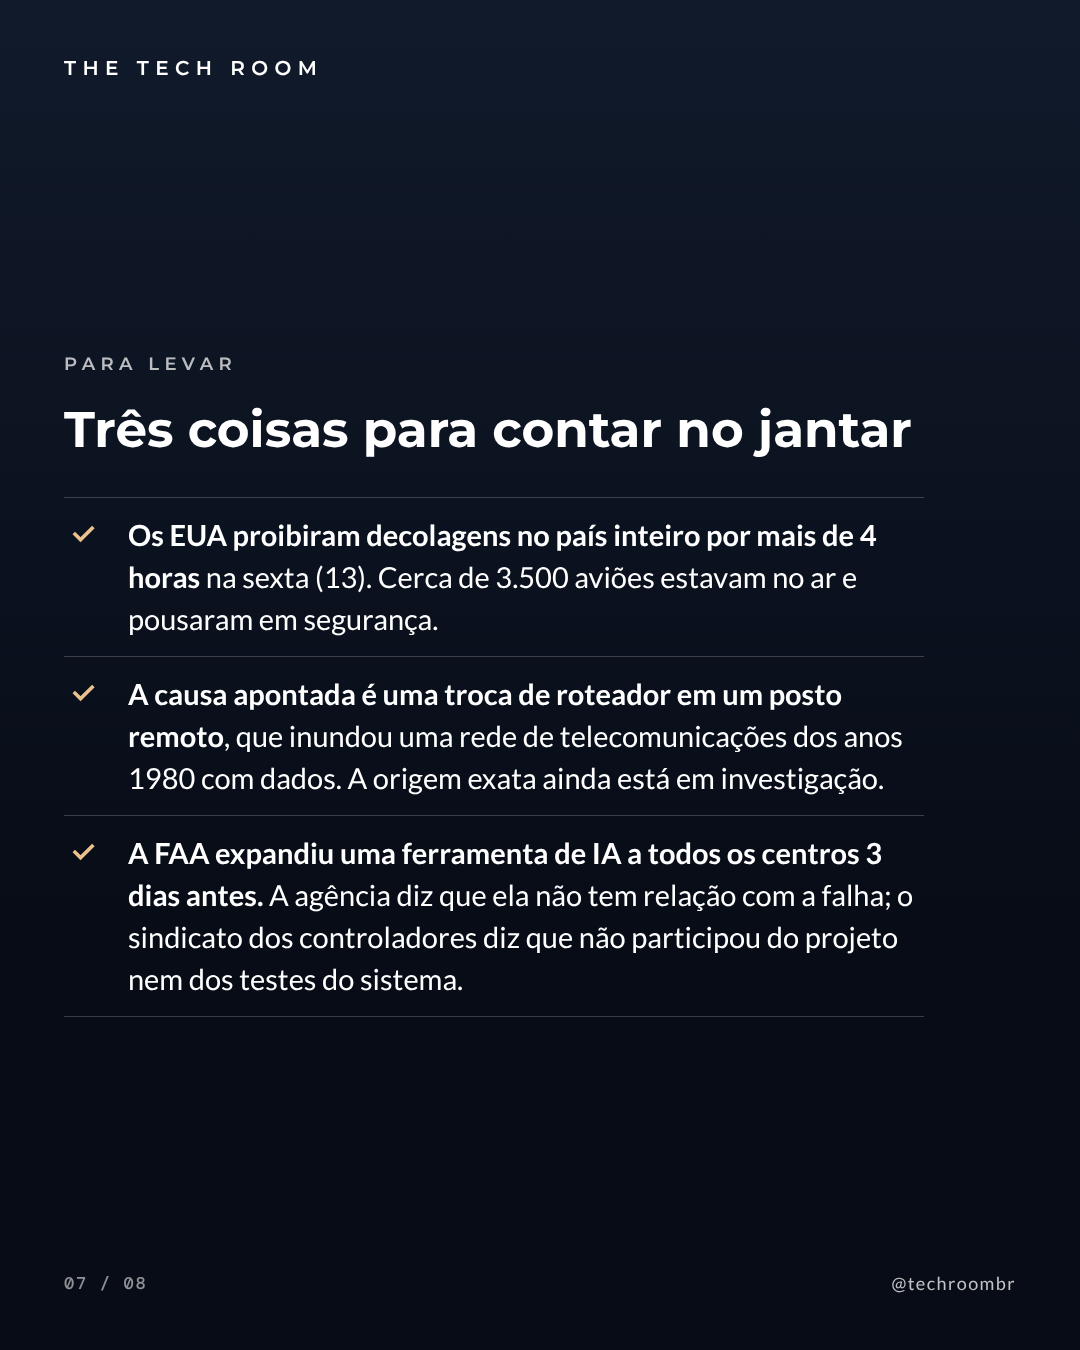 THE TECH ROOM
PARA LEVAR
Três coisas para contar no jantar
Os EUA proibiram decolagens no país inteiro por mais de 4
horas na sexta (13). Cerca de 3.500 aviões estavam no ar e
pousaram em segurança.
A causa apontada é uma troca de roteador em um posto
remoto, que inundou uma rede de telecomunicações dos anos
1980 com dados. A origem exata ainda está em investigação.
A FAA expandiu uma ferramenta de IA a todos os centros 3
dias antes. A agência diz que ela não tem relação com a falha; o
sindicato dos controladores diz que não participou do projeto
nem dos testes do sistema.
07 / 08
@techroombr